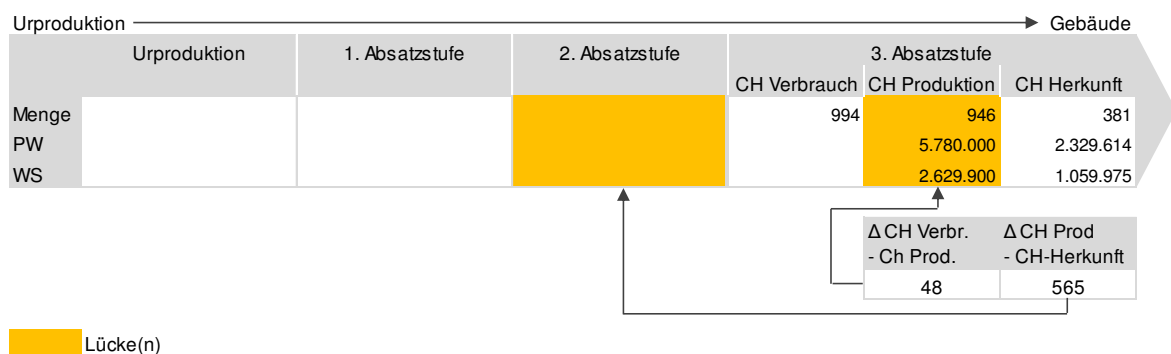 Urproduktion Gebäude
Urproduktion 1. Absatzstufe 2. Absatzstufe 3. Absatzstufe
CH Verbrauch CH Produktion CH Herkunft
Menge 994 946 381
PW 5.780.000 2.329.614
WS 2.629.900 1.059.975
Δ CH Verbr. Δ CH Prod
- Ch Prod. - CH-Herkunft
48 565
Lücke(n)